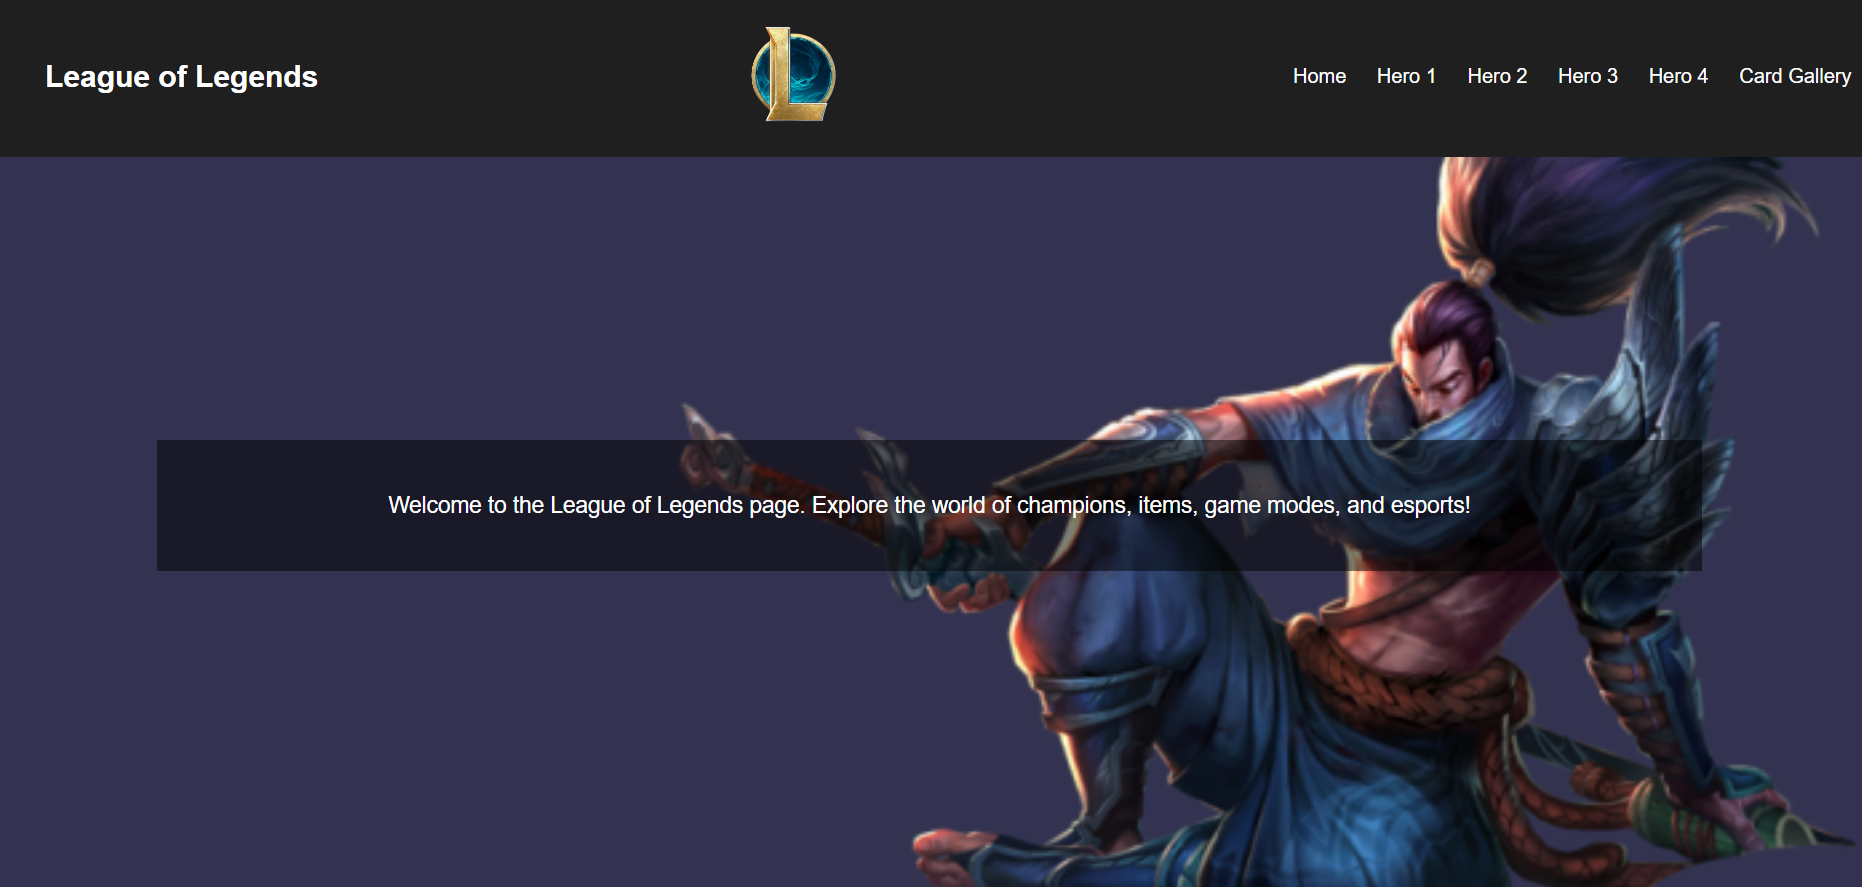 League of Legends
L
Home Hero 1 Hero 2 Hero 3 Hero 4 Card Gallery
Welcome to the League of Legends page. Explore the world of champions, items, game modes, and esports!